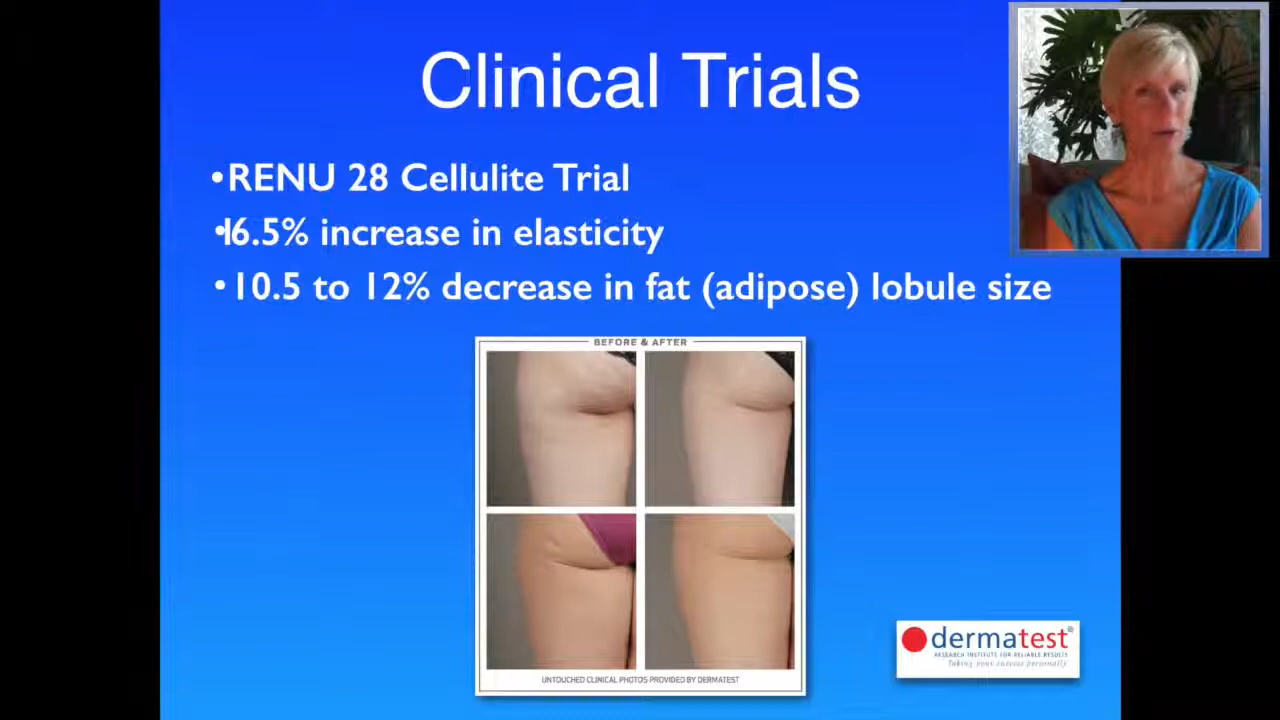 Clinical Trials
•RENU 28 Cellulite Trial
•16.5% increase in elasticity
•10.5 to 12% decrease in fat (adipose) lobule size
BEFORE & AFTER
UNTOUCHED CLINICAL PHOTOS PROVIDED BY DERMATEST
dermatest®
RESEARCH INSTITUTE FOR RELIABLE RESULTS
Taking your success personally